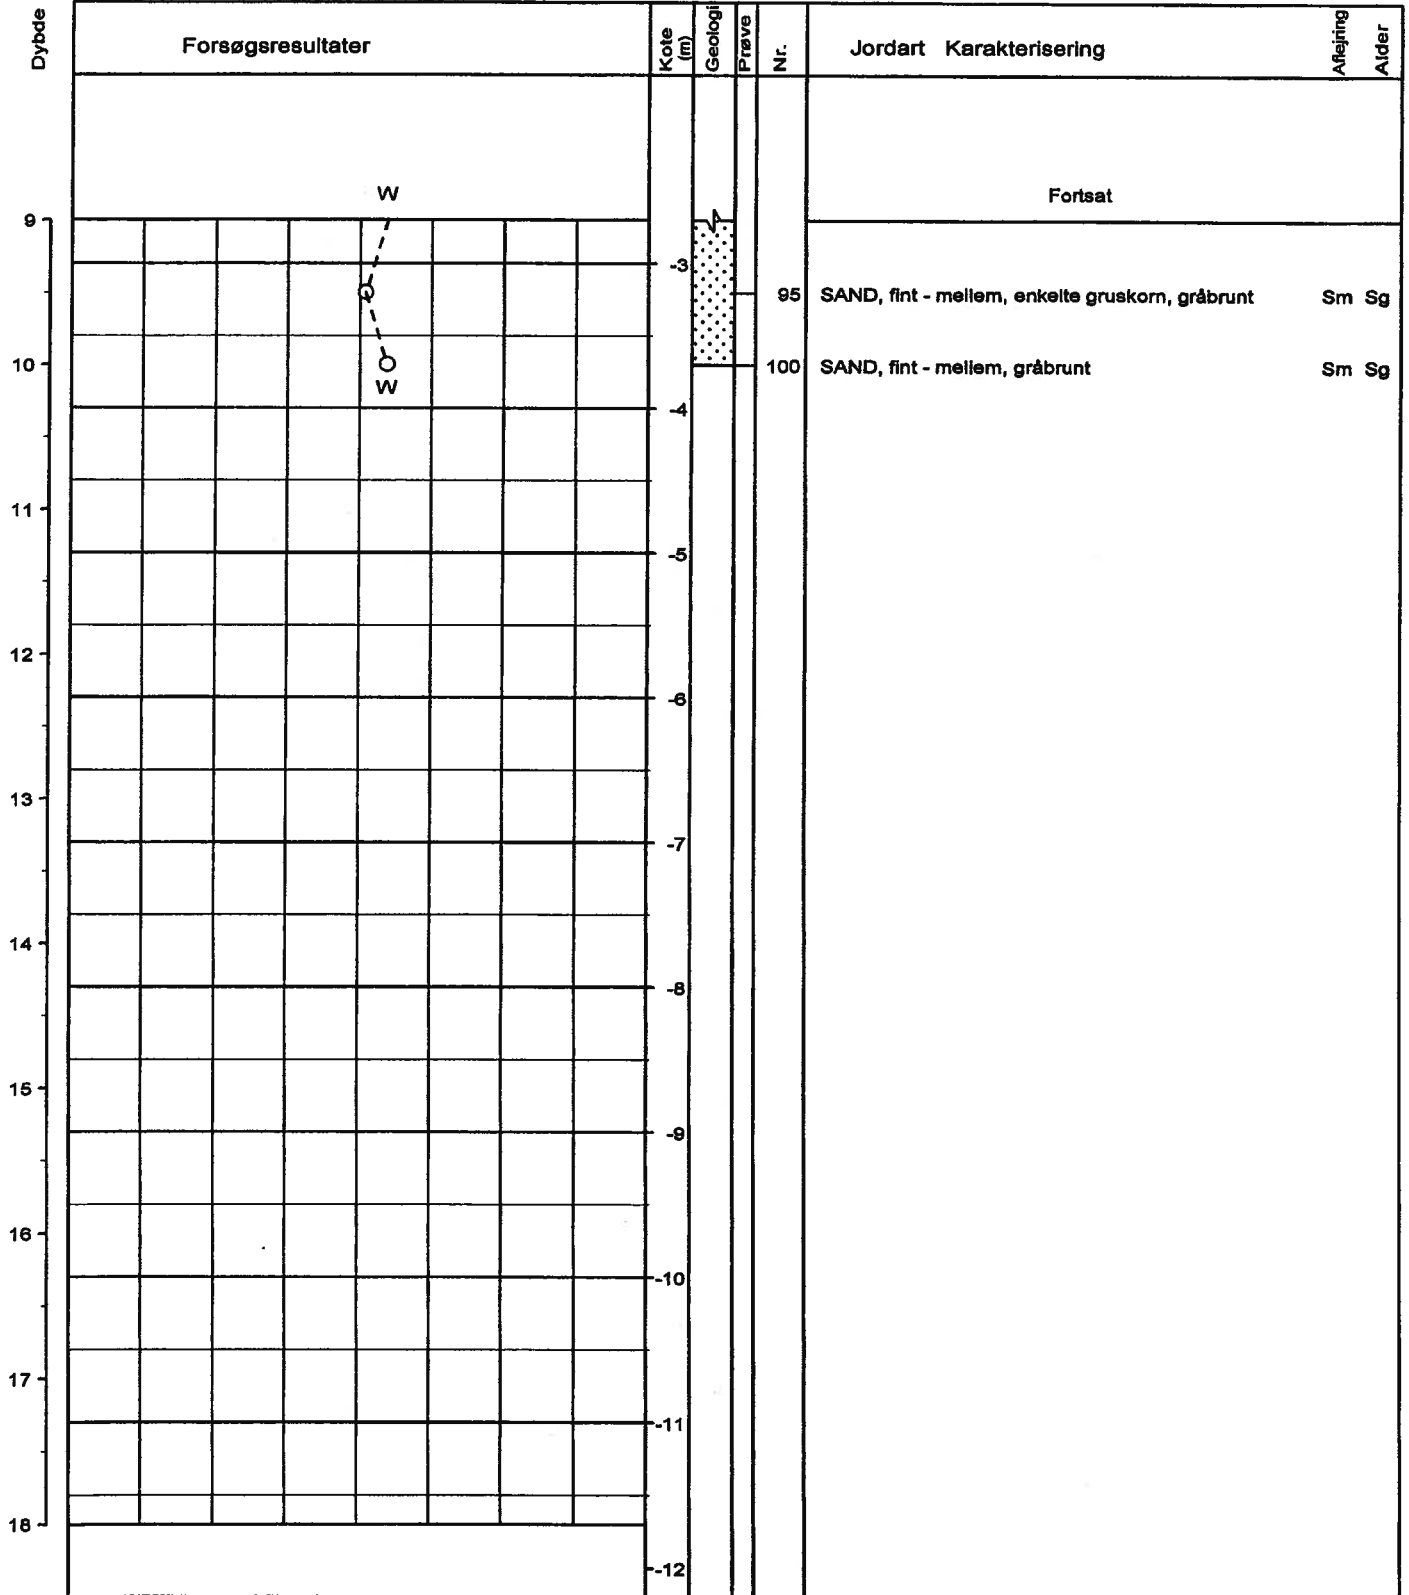 Dybde
Forsøgsresultater
Kote (m)
Geologi
Prøve
Nr.
Jordart Karakterisering
Aflejring
Alder
Fortsat
W
9
-3
95 SAND, fint - mellem, enkelte gruskorn, gråbrunt Sm Sg
10
100 SAND, fint - mellem, gråbrunt Sm Sg
W
-4
11
-5
12
-6
13
-7
14
-8
15
-9
16
-10
17
-11
18
-12